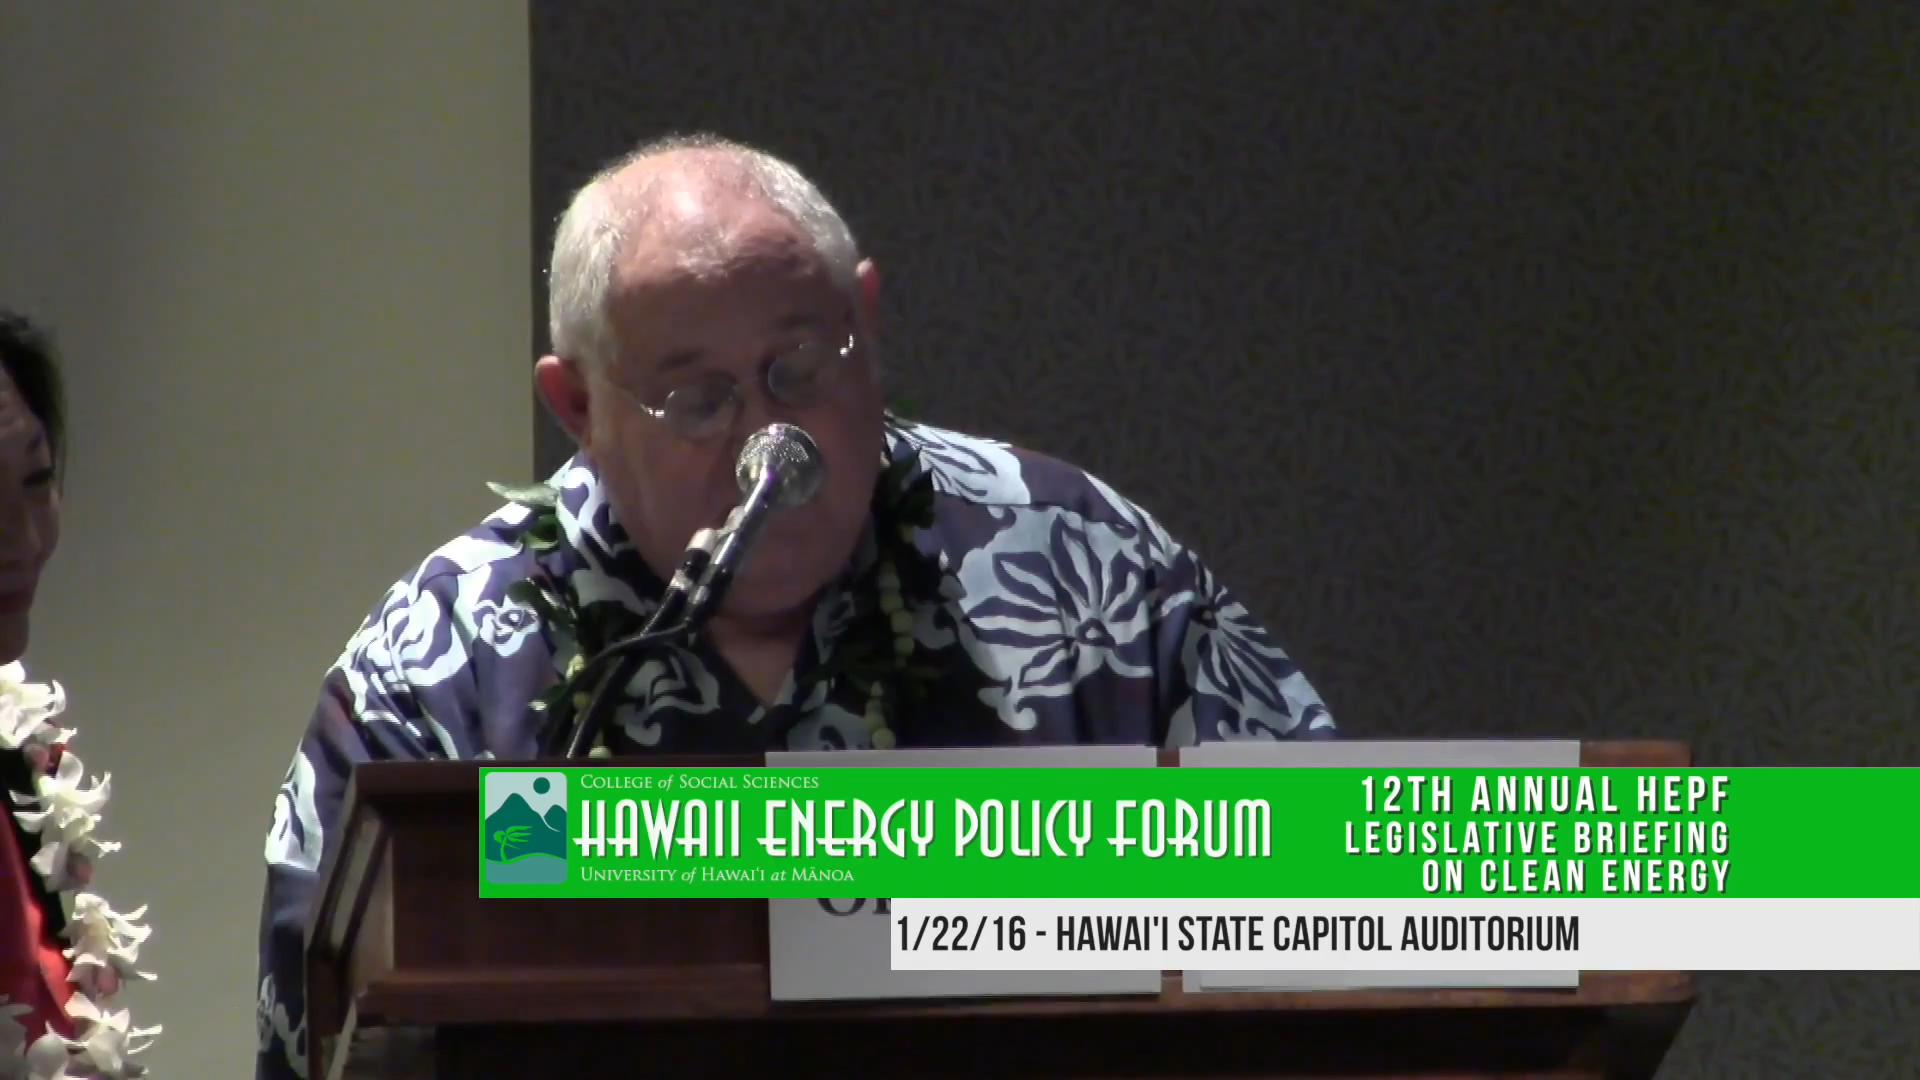 College of Social Sciences
HAWAII ENERGY POLICY FORUM
University of Hawai‘i at Mānoa
12TH ANNUAL HEPF
LEGISLATIVE BRIEFING
ON CLEAN ENERGY
1/22/16 - HAWAI'I STATE CAPITOL AUDITORIUM